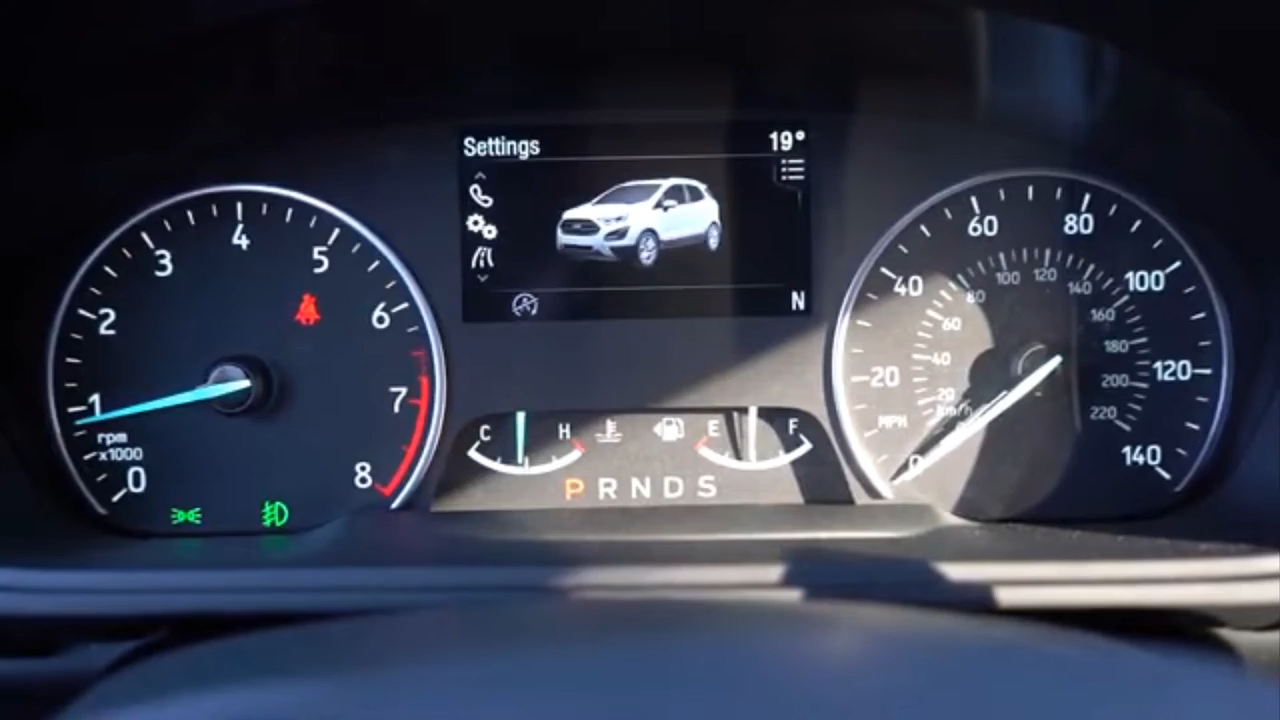 Settings 19°
N
0 1 2 3 4 5 6 7 8
rpm
x1000
C H E F
P R N D S
0 20 40 60 80 100 120 140
MPH
20 40 60 80 100 120 140 160 180 200 220
km/h